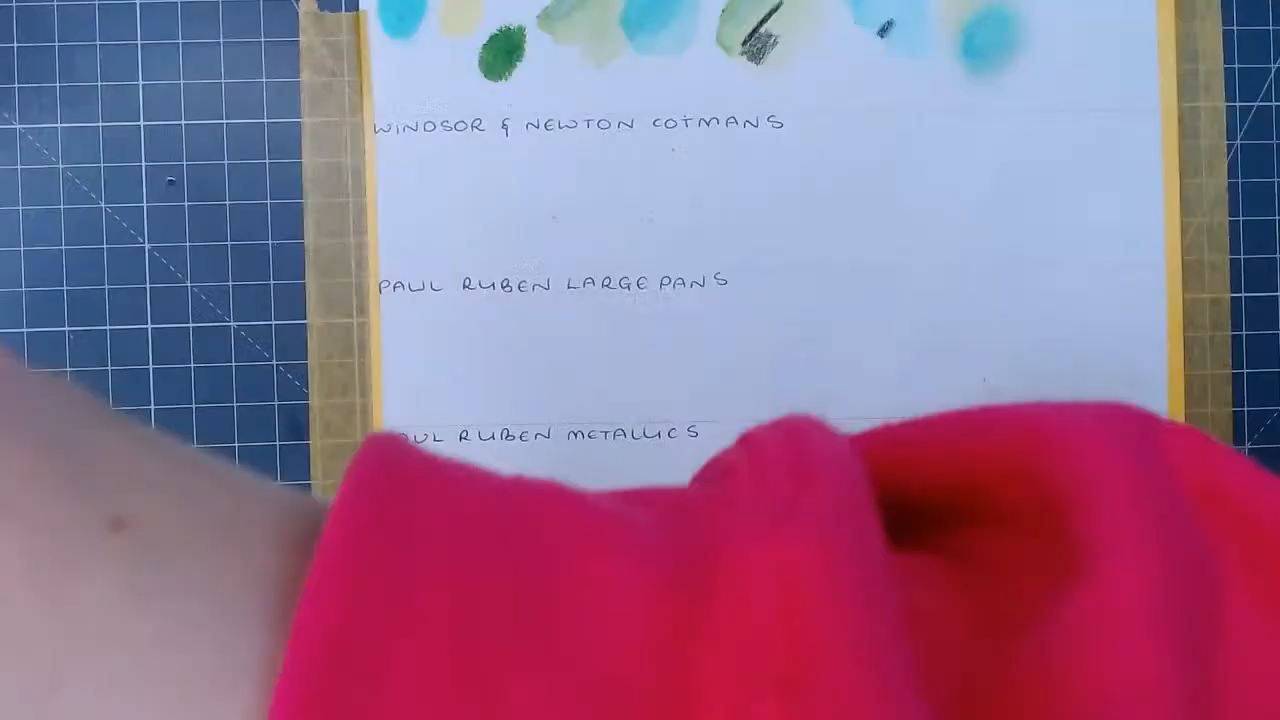 WINDSOR & NEWTON COTMANS
PAUL RUBEN LARGE PANS
RUBEN METALLICS